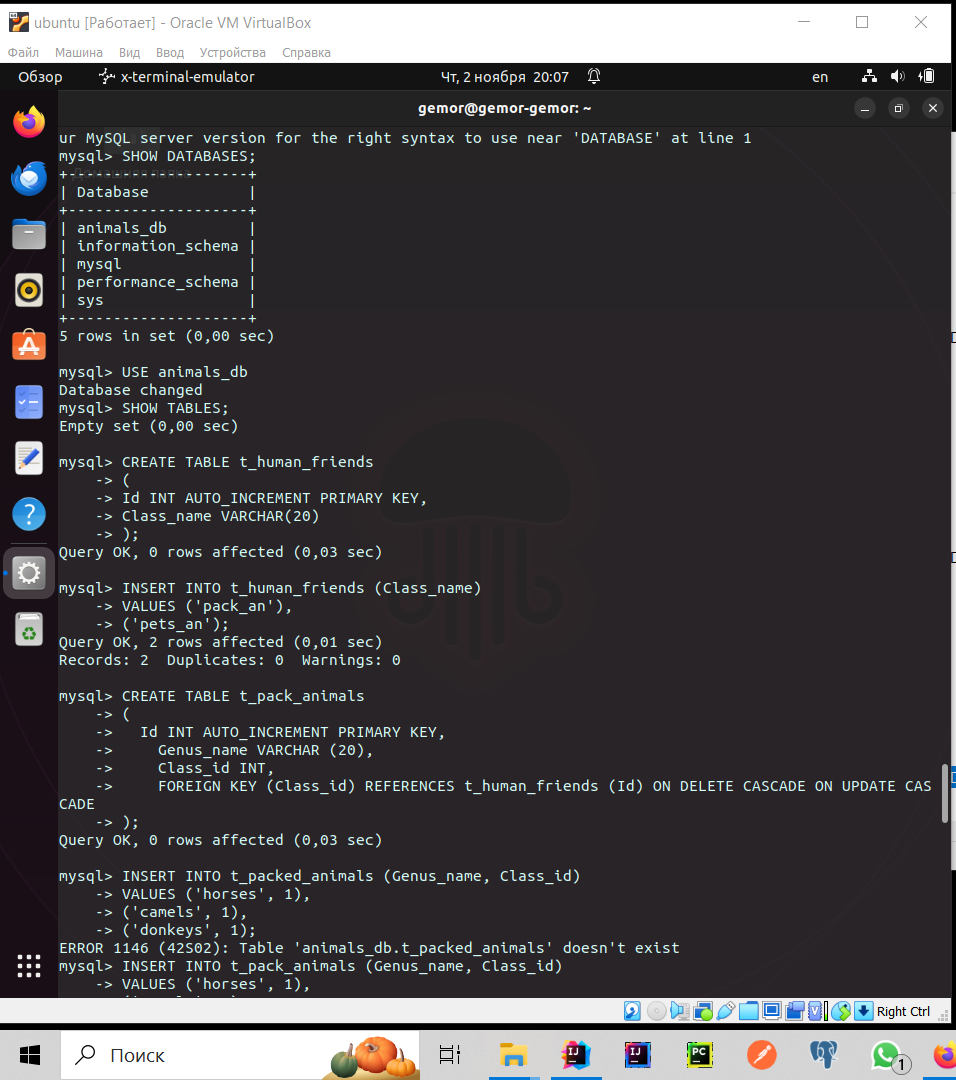 ubuntu [Работает] - Oracle VM VirtualBox
Файл Машина Вид Ввод Устройства Справка
Обзор x-terminal-emulator Чт, 2 ноября 20:07 en
gemor@gemor-gemor: ~
ur MySQL server version for the right syntax to use near 'DATABASE' at line 1
mysql> SHOW DATABASES;
+--------------------+
| Database           |
+--------------------+
| animals_db         |
| information_schema |
| mysql              |
| performance_schema |
| sys                |
+--------------------+
5 rows in set (0,00 sec)
mysql> USE animals_db
Database changed
mysql> SHOW TABLES;
Empty set (0,00 sec)
mysql> CREATE TABLE t_human_friends
    -> (
    -> Id INT AUTO_INCREMENT PRIMARY KEY,
    -> Class_name VARCHAR(20)
    -> );
Query OK, 0 rows affected (0,03 sec)
mysql> INSERT INTO t_human_friends (Class_name)
    -> VALUES ('pack_an'),
    -> ('pets_an');
Query OK, 2 rows affected (0,01 sec)
Records: 2  Duplicates: 0  Warnings: 0
mysql> CREATE TABLE t_pack_animals
    -> (
    ->   Id INT AUTO_INCREMENT PRIMARY KEY,
    ->     Genus_name VARCHAR (20),
    ->     Class_id INT,
    ->     FOREIGN KEY (Class_id) REFERENCES t_human_friends (Id) ON DELETE CASCADE ON UPDATE CAS
CADE
    -> );
Query OK, 0 rows affected (0,03 sec)
mysql> INSERT INTO t_packed_animals (Genus_name, Class_id)
    -> VALUES ('horses', 1),
    -> ('camels', 1),
    -> ('donkeys', 1);
ERROR 1146 (42S02): Table 'animals_db.t_packed_animals' doesn't exist
mysql> INSERT INTO t_pack_animals (Genus_name, Class_id)
    -> VALUES ('horses', 1),
Right Ctrl
Поиск
IJ
IJ
PC
1